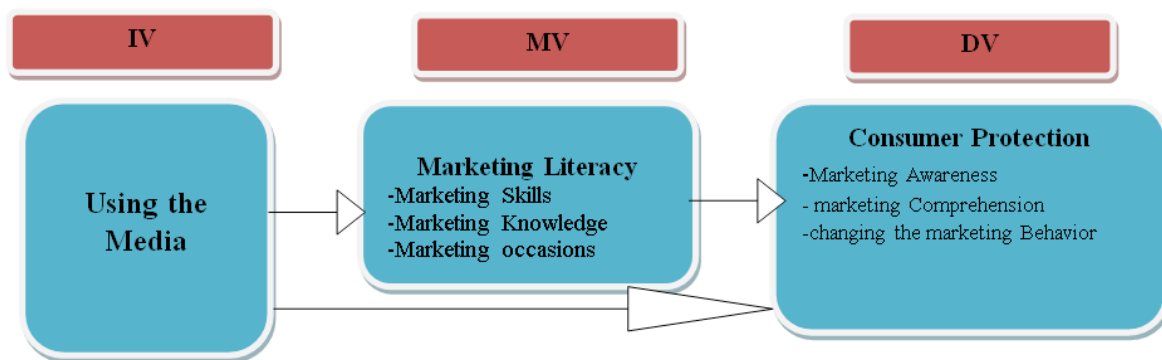 IV
MV
DV
Using the
Media
Marketing Literacy
-Marketing Skills
-Marketing Knowledge
-Marketing occasions
Consumer Protection
-Marketing Awareness
- marketing Comprehension
-changing the marketing Behavior